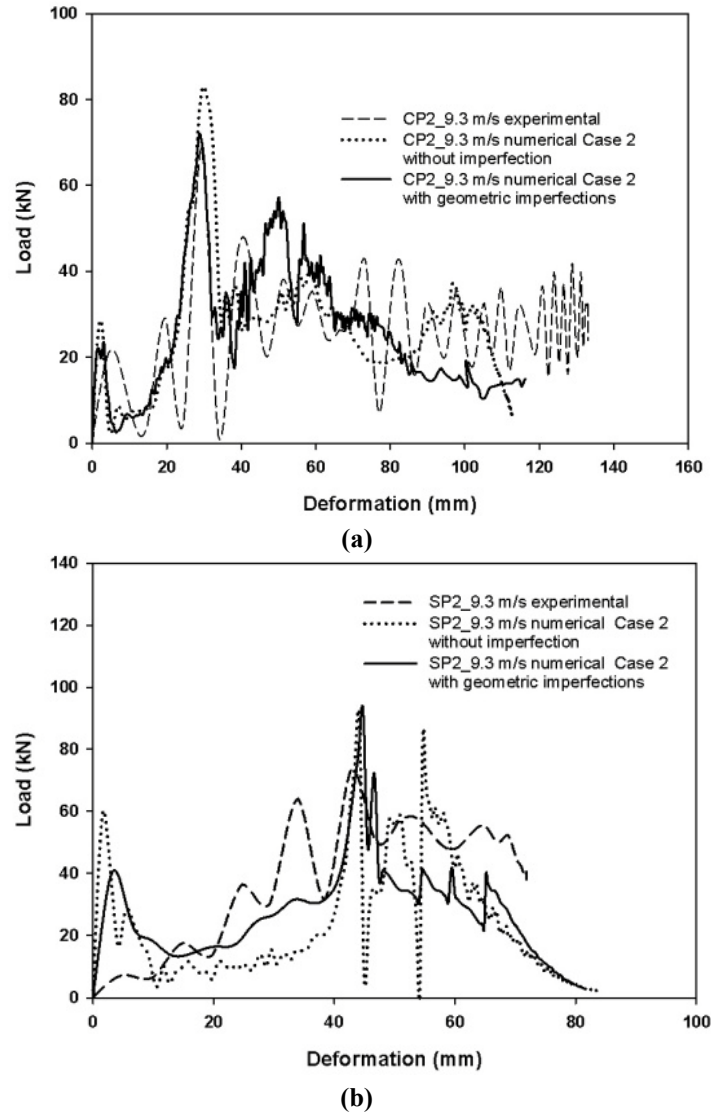 100
80
60
40
20
0
Load (kN)
CP2_9.3 m/s experimental
CP2_9.3 m/s numerical Case 2
without imperfection
CP2_9.3 m/s numerical Case 2
with geometric imperfections
0 20 40 60 80 100 120 140 160
Deformation (mm)
(a)
140
120
100
80
60
40
20
0
Load (kN)
SP2_9.3 m/s experimental
SP2_9.3 m/s numerical Case 2
without imperfection
SP2_9.3 m/s numerical Case 2
with geometric imperfections
0 20 40 60 80 100
Deformation (mm)
(b)